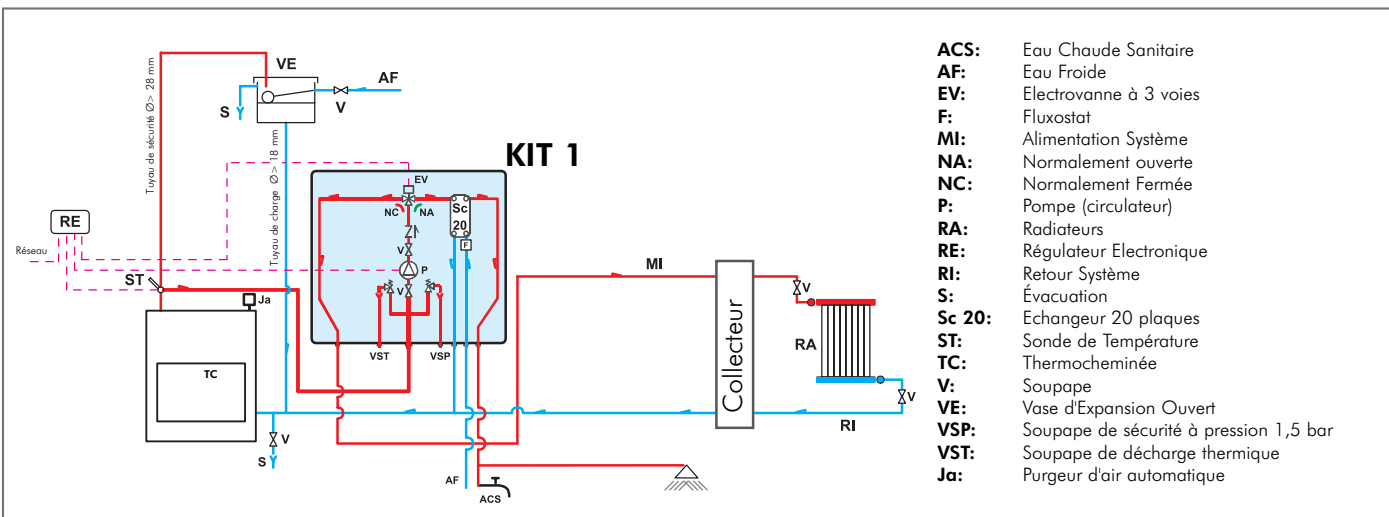 VE
AF
S
V
Tuyau de sécurité Ø> 28 mm
Tuyau de charge Ø> 18 mm
KIT 1
EV
NC
NA
Sc
20
F
V
P
V
VST
VSP
RE
Réseau
ST
Ja
TC
V
S
AF
ACS
MI
Collecteur
V
RA
V
RI
ACS: Eau Chaude Sanitaire
AF: Eau Froide
EV: Electrovanne à 3 voies
F: Fluxostat
MI: Alimentation Système
NA: Normalement ouverte
NC: Normalement Fermée
P: Pompe (circulateur)
RA: Radiateurs
RE: Régulateur Electronique
RI: Retour Système
S: Évacuation
Sc 20: Echangeur 20 plaques
ST: Sonde de Température
TC: Thermocheminée
V: Soupape
VE: Vase d'Expansion Ouvert
VSP: Soupape de sécurité à pression 1,5 bar
VST: Soupape de décharge thermique
Ja: Purgeur d'air automatique